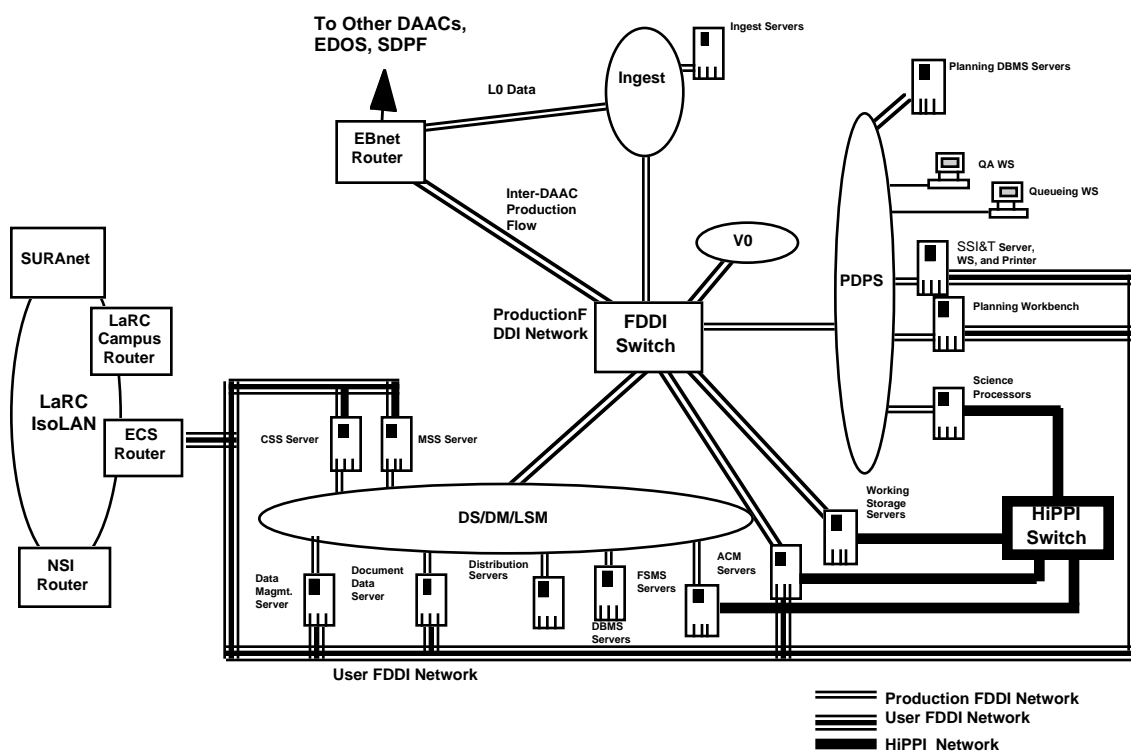 To Other DAACs,
EDOS, SDPF
Ingest Servers
Ingest
Planning DBMS Servers
L0 Data
EBnet
Router
QA WS
Queueing WS
Inter-DAAC
Production
Flow
V0
SURAnet
SSI&T Server,
WS, and Printer
PDPS
LaRC
Campus
Router
ProductionF
DDI Network
FDDI
Switch
Planning Workbench
Science
Processors
LaRC
IsoLAN
ECS
Router
CSS Server
MSS Server
Working
Storage
Servers
HiPPI
Switch
DS/DM/LSM
NSI
Router
Data
Magmt.
Server
Document
Data
Server
Distribution
Servers
DBMS
Servers
FSMS
Servers
ACM
Servers
User FDDI Network
Production FDDI Network
User FDDI Network
HiPPI Network